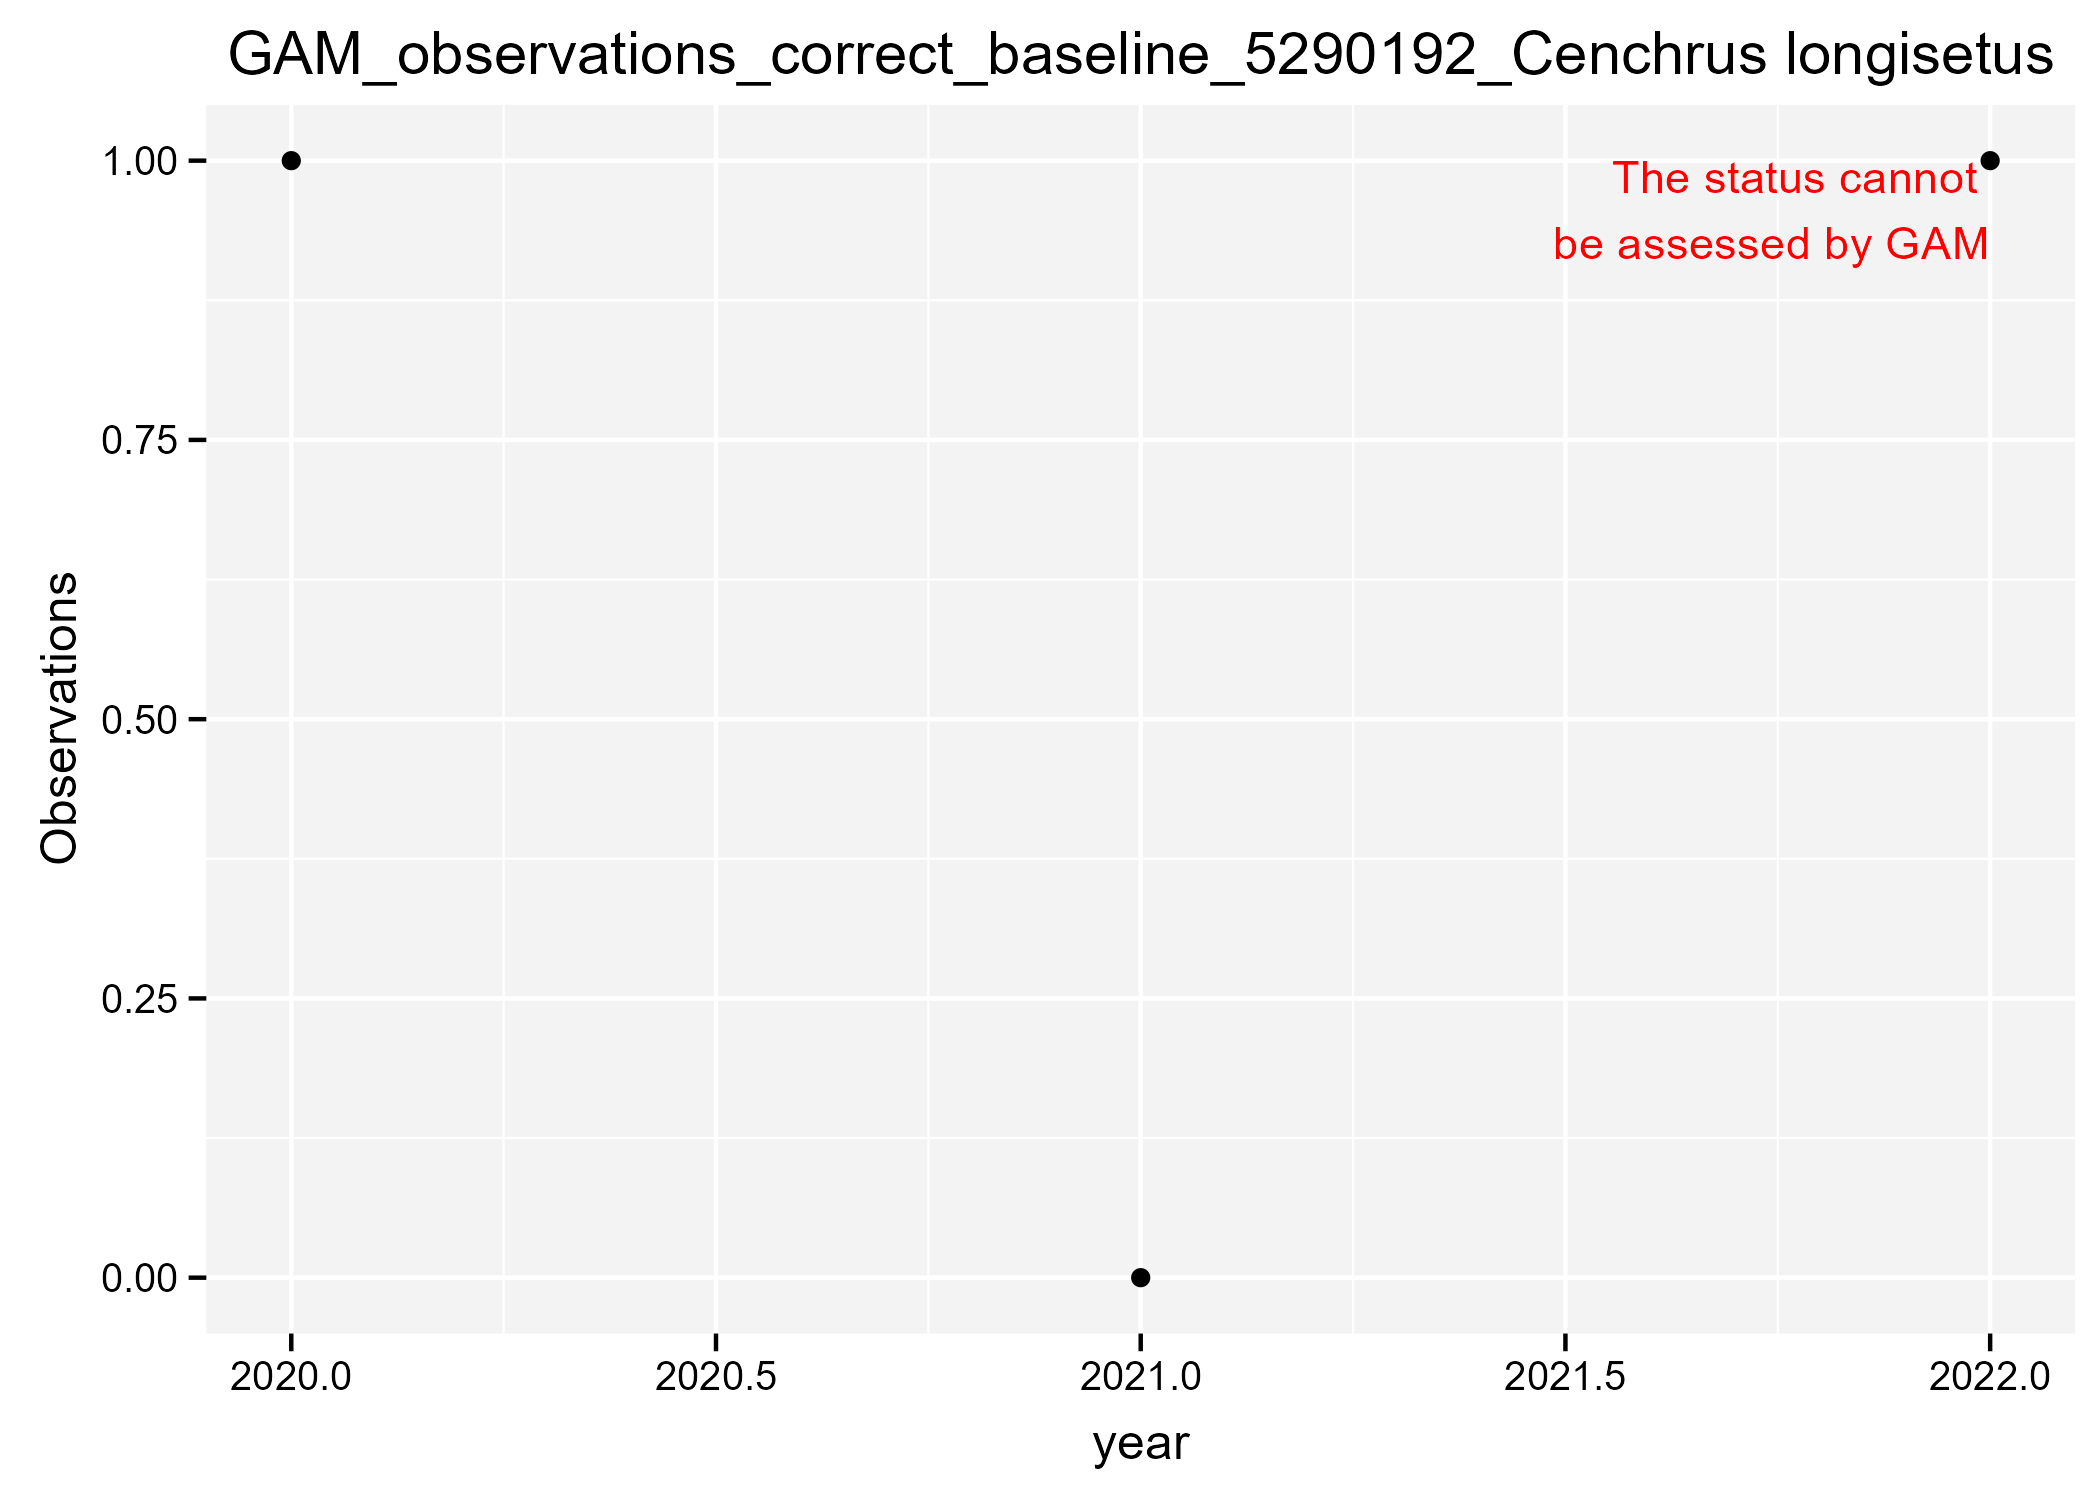 GAM_observations_correct_baseline_5290192_Cenchrus longisetus
1.00
The status cannot
be assessed by GAM
0.75
0.50
0.25
0.00
Observations
2020.0 2020.5 2021.0 2021.5 2022.0
year